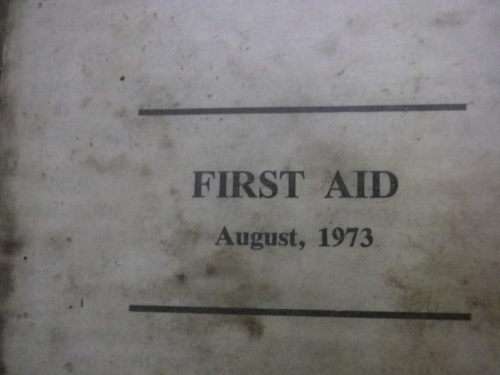 FIRST AID
August, 1973